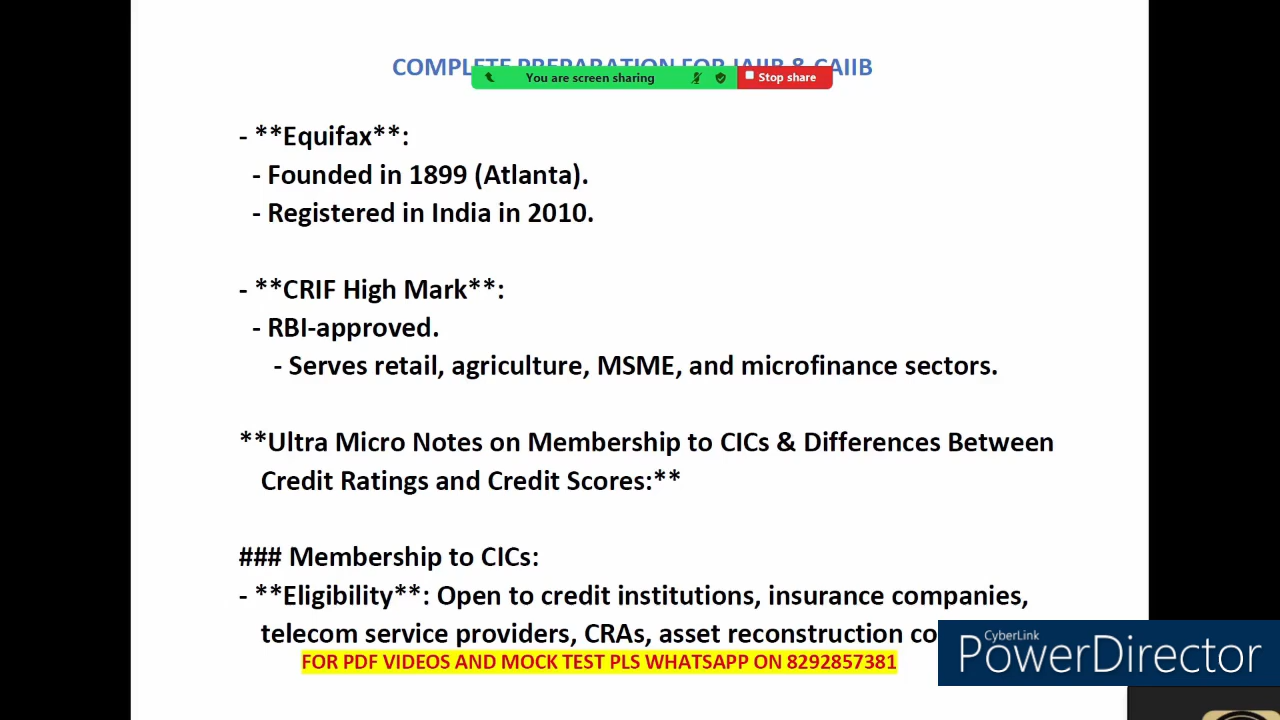 COMPLETE PREPARATION FOR JAIIB & CAIIB
You are screen sharing
Stop share
- **Equifax**:
- Founded in 1899 (Atlanta).
- Registered in India in 2010.
- **CRIF High Mark**:
- RBI-approved.
- Serves retail, agriculture, MSME, and microfinance sectors.
**Ultra Micro Notes on Membership to CICs & Differences Between
Credit Ratings and Credit Scores:**
### Membership to CICs:
- **Eligibility**: Open to credit institutions, insurance companies,
telecom service providers, CRAs, asset reconstruction
FOR PDF VIDEOS AND MOCK TEST PLS WHATSAPP ON 8292857381
CyberLink
PowerDirector